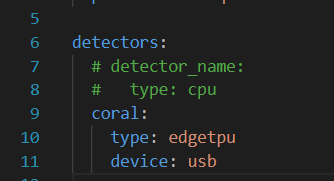 5
6 detectors:
7 # detector_name:
8 #   type: cpu
9 coral:
10 type: edgetpu
11 device: usb